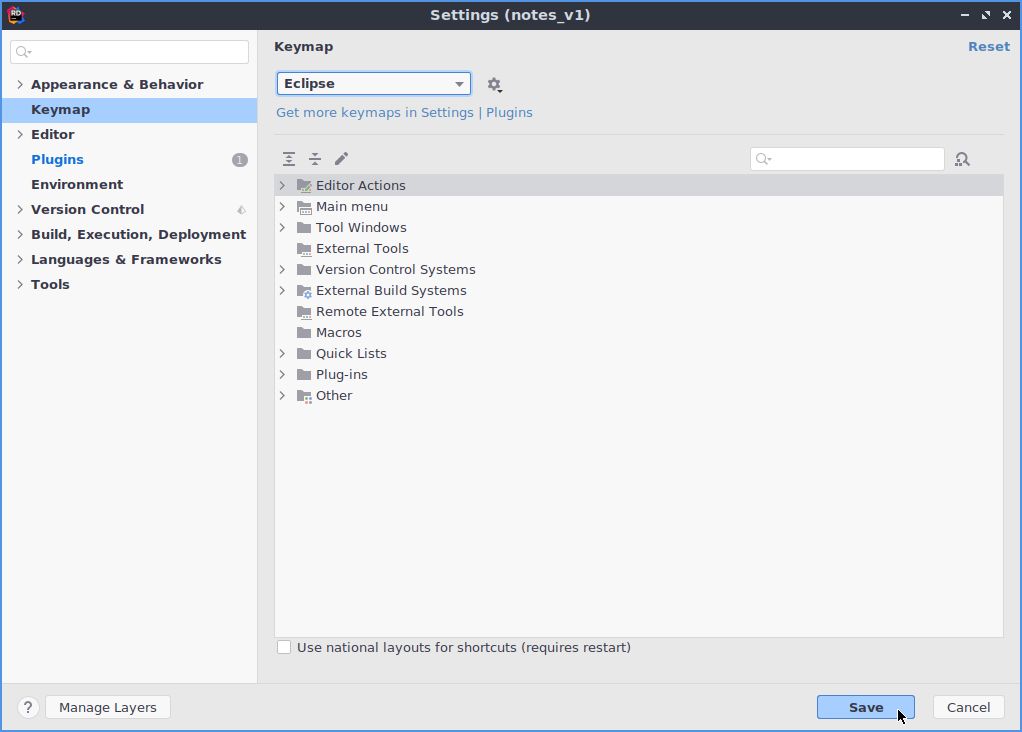 Settings (notes_v1)
Appearance & Behavior
Keymap
Editor
Plugins
1
Environment
Version Control
Build, Execution, Deployment
Languages & Frameworks
Tools
Keymap
Reset
Eclipse
Get more keymaps in Settings | Plugins
Editor Actions
Main menu
Tool Windows
External Tools
Version Control Systems
External Build Systems
Remote External Tools
Macros
Quick Lists
Plug-ins
Other
Use national layouts for shortcuts (requires restart)
?
Manage Layers
Save
Cancel